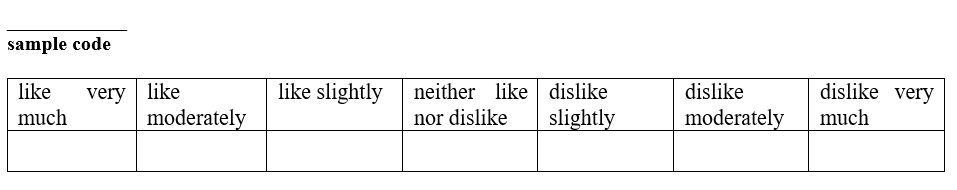 sample code
like very like like slightly neither like dislike dislike dislike very
much moderately nor dislike slightly moderately much